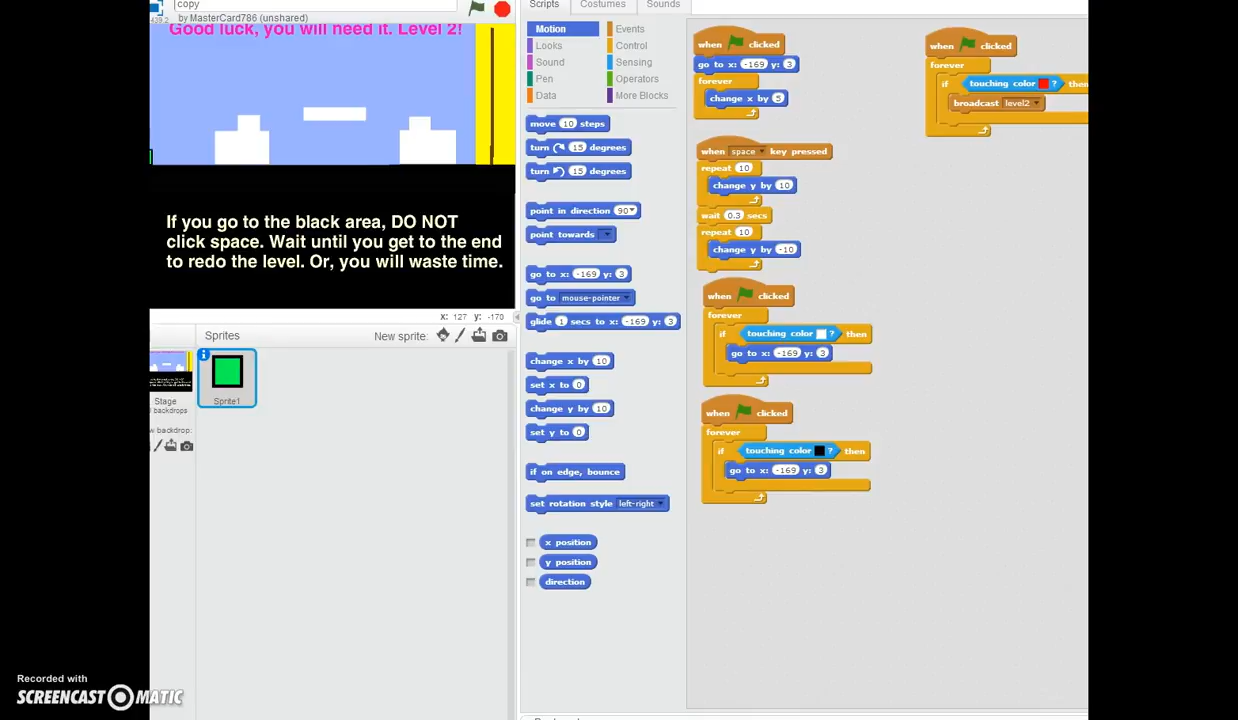 copy
by MasterCard786 (unshared)
Good luck, you will need it. Level 2!
If you go to the black area, DO NOT
click space. Wait until you get to the end
to redo the level. Or, you will waste time.
x: 127 y: -170
Sprites
New sprite:
Stage
backdrops
backdrop:
Sprite1
Scripts
Costumes
Sounds
Motion
Events
Looks
Control
Sound
Sensing
Pen
Operators
Data
More Blocks
move 10 steps
turn 15 degrees
turn 15 degrees
point in direction 90
point towards
go to x: -169 y: 3
go to mouse-pointer
glide 1 secs to x: -169 y: 3
change x by 10
set x to 0
change y by 10
set y to 0
if on edge, bounce
set rotation style left-right
x position
y position
direction
when clicked
go to x: -169 y: 3
forever
change x by 5
when space key pressed
repeat 10
change y by 10
wait 0.3 secs
repeat 10
change y by -10
when clicked
forever
if touching color ? then
go to x: -169 y: 3
when clicked
forever
if touching color ? then
go to x: -169 y: 3
when clicked
forever
if touching color ? then
broadcast level2
Recorded with
SCREENCAST MATIC